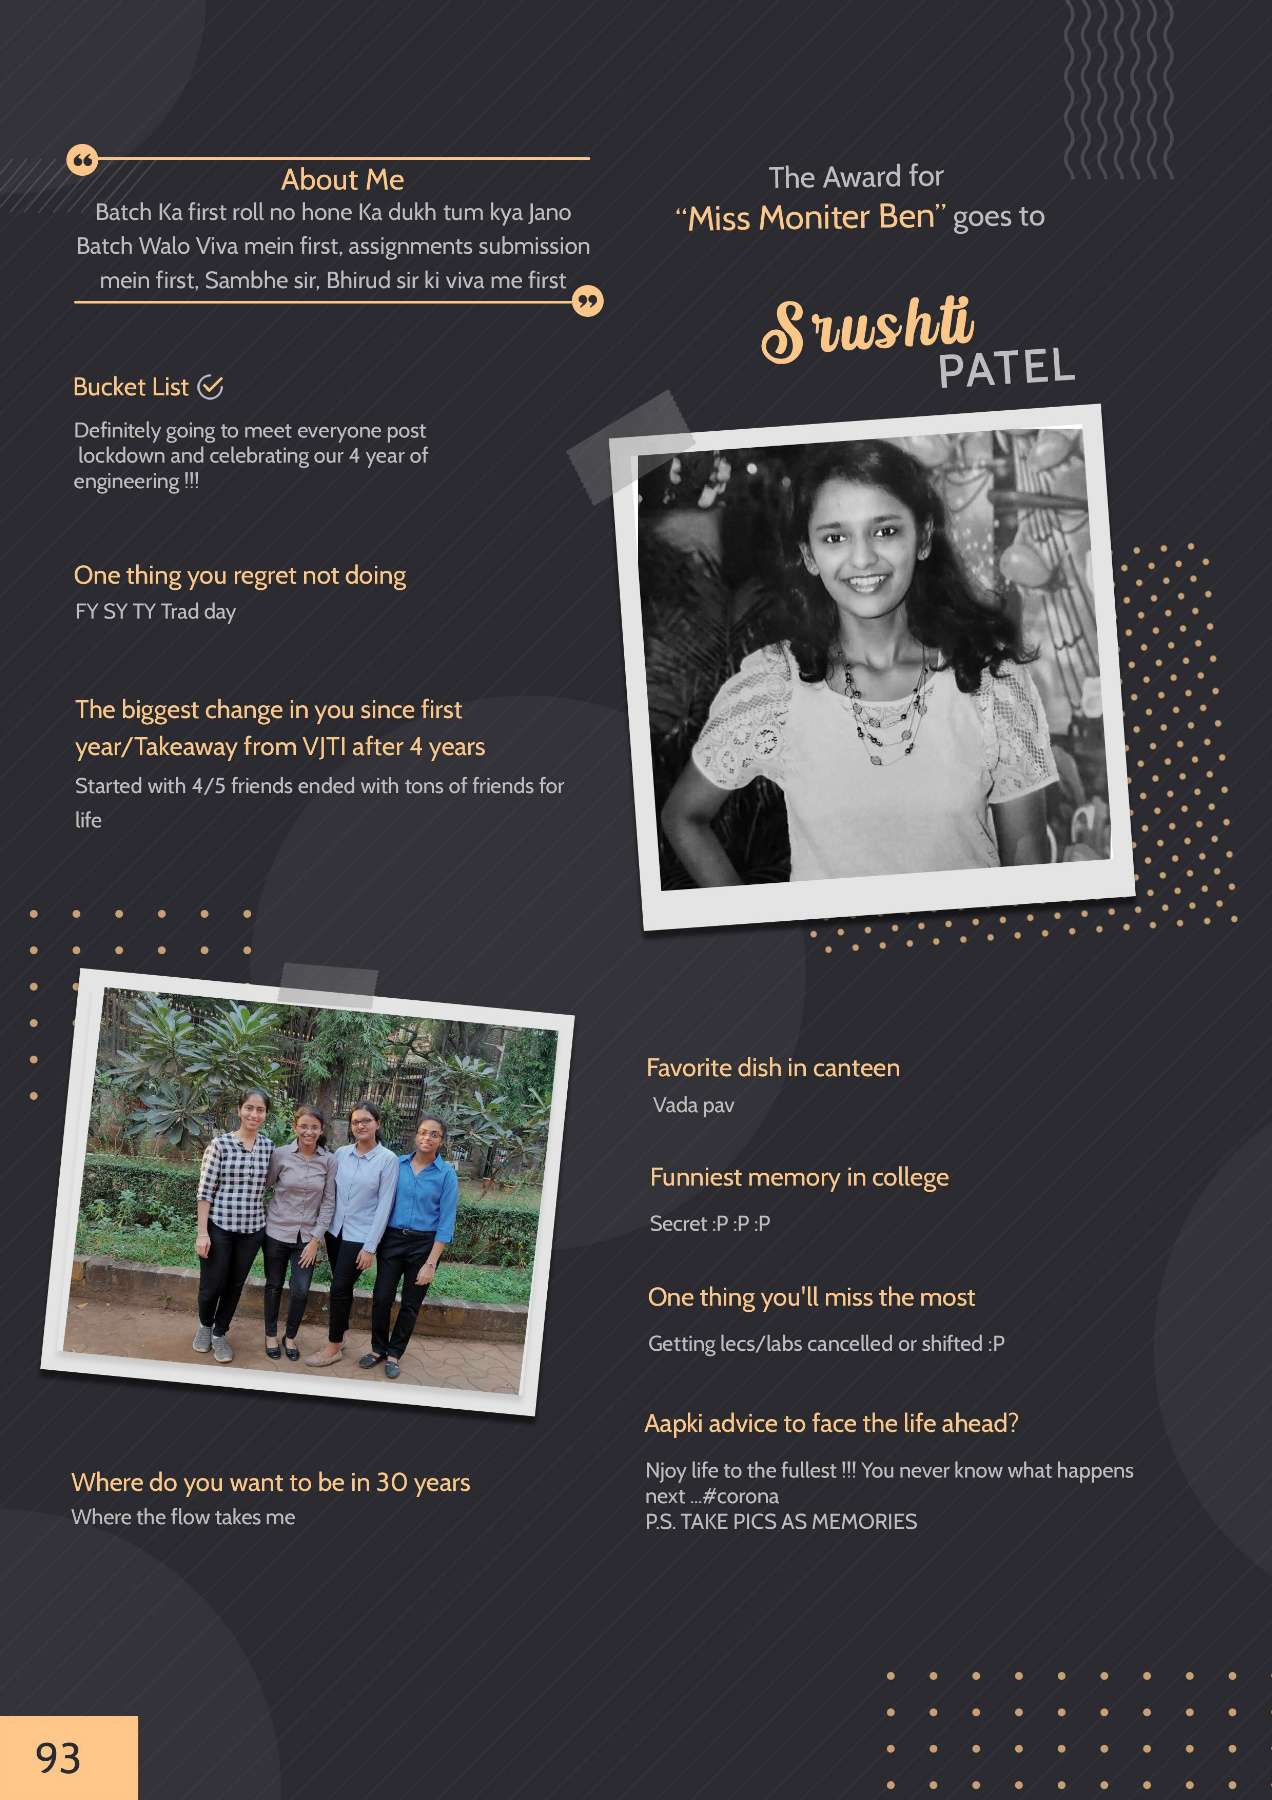 About Me
Batch Ka first roll no hone Ka dukh tum kya Jano
Batch Walo Viva mein first, assignments submission
mein first, Sambhe sir, Bhirud sir ki viva me first
The Award for
“Miss Moniter Ben” goes to
Srushti
PATEL
Bucket List
Definitely going to meet everyone post
lockdown and celebrating our 4 year of
engineering !!!
One thing you regret not doing
FY SY TY Trad day
The biggest change in you since first
year/Takeaway from VJTI after 4 years
Started with 4/5 friends ended with tons of friends for
life
Where do you want to be in 30 years
Where the flow takes me
Favorite dish in canteen
Vada pav
Funniest memory in college
Secret :P :P :P
One thing you'll miss the most
Getting lecs/labs cancelled or shifted :P
Aapki advice to face the life ahead?
Njoy life to the fullest !!! You never know what happens
next ...#corona
P.S. TAKE PICS AS MEMORIES
93